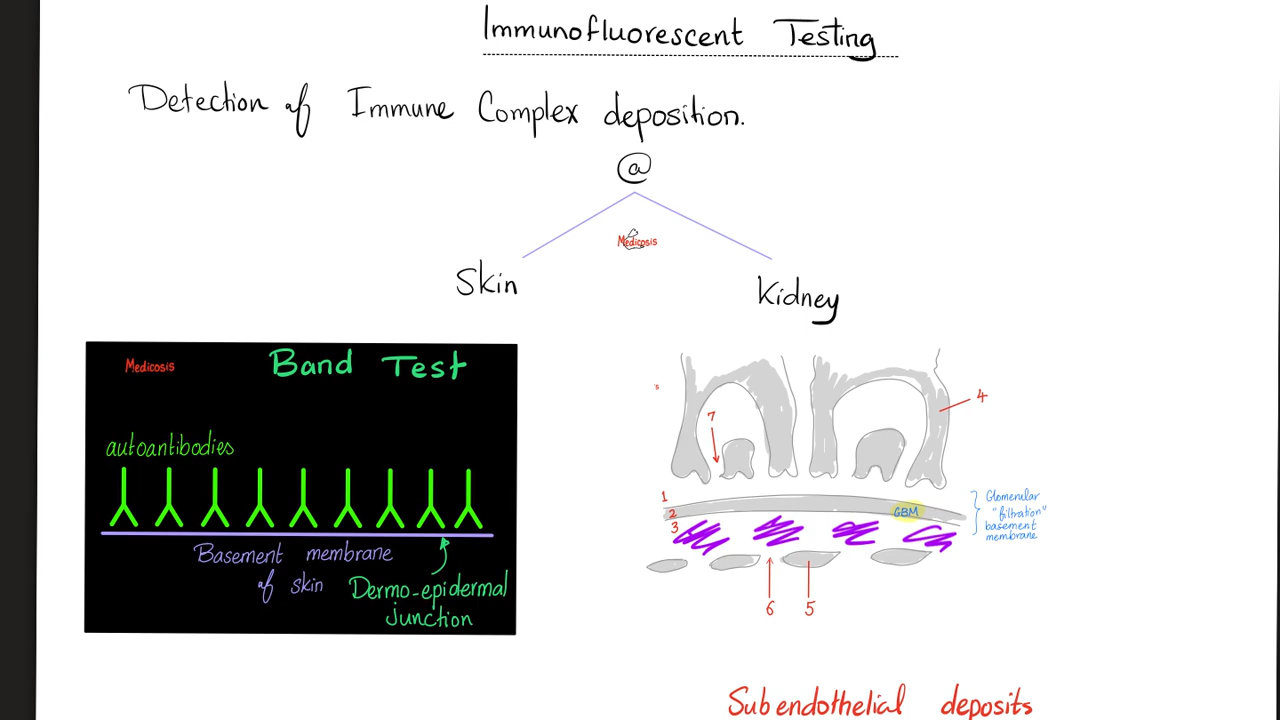 Immunofluorescent Testing
Detection of Immune Complex deposition.
@
Medicosis
Skin
Kidney
Medicosis
Band Test
autoantibodies
Basement membrane
of skin
Dermo-epidermal
junction
7
4
1
2
3
GBM
Glomerular
"filtration"
basement
membrane
6
5
Subendothelial deposits